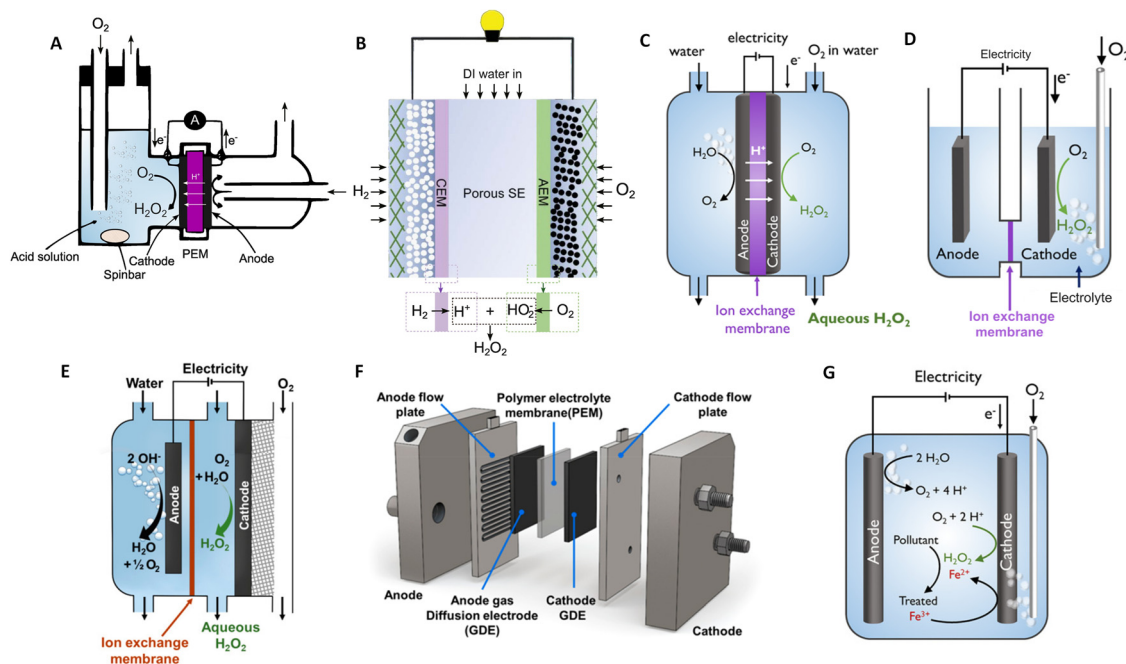 A
O₂
A
e⁻
e⁻
H⁺
O₂
H₂O₂
H₂
Acid solution
Spinbar
Cathode
PEM
Anode
B
DI water in
H₂
CEM
Porous SE
AEM
O₂
H₂
H⁺
+
HO₂⁻
O₂
H₂O₂
C
water
electricity
e⁻
O₂ in water
H₂O
H⁺
O₂
O₂
H₂O₂
Anode
Cathode
Ion exchange
membrane
Aqueous H₂O₂
D
Electricity
e⁻
O₂
O₂
H₂O₂
Anode
Cathode
Electrolyte
Ion exchange
membrane
E
Electricity
Water
O₂
2 OH⁻
Anode
O₂
+H₂O
Cathode
H₂O₂
H₂O
+ ½ O₂
Ion exchange
membrane
Aqueous
H₂O₂
F
Anode flow
plate
Polymer electrolyte
membrane(PEM)
Cathode flow
plate
Anode
Anode gas
Diffusion electrode
(GDE)
Cathode
GDE
Cathode
G
Electricity
e⁻
O₂
2 H₂O
O₂ + 4 H⁺
Anode
O₂ + 2 H⁺
Pollutant
H₂O₂
Fe²⁺
Cathode
Treated
Fe³⁺